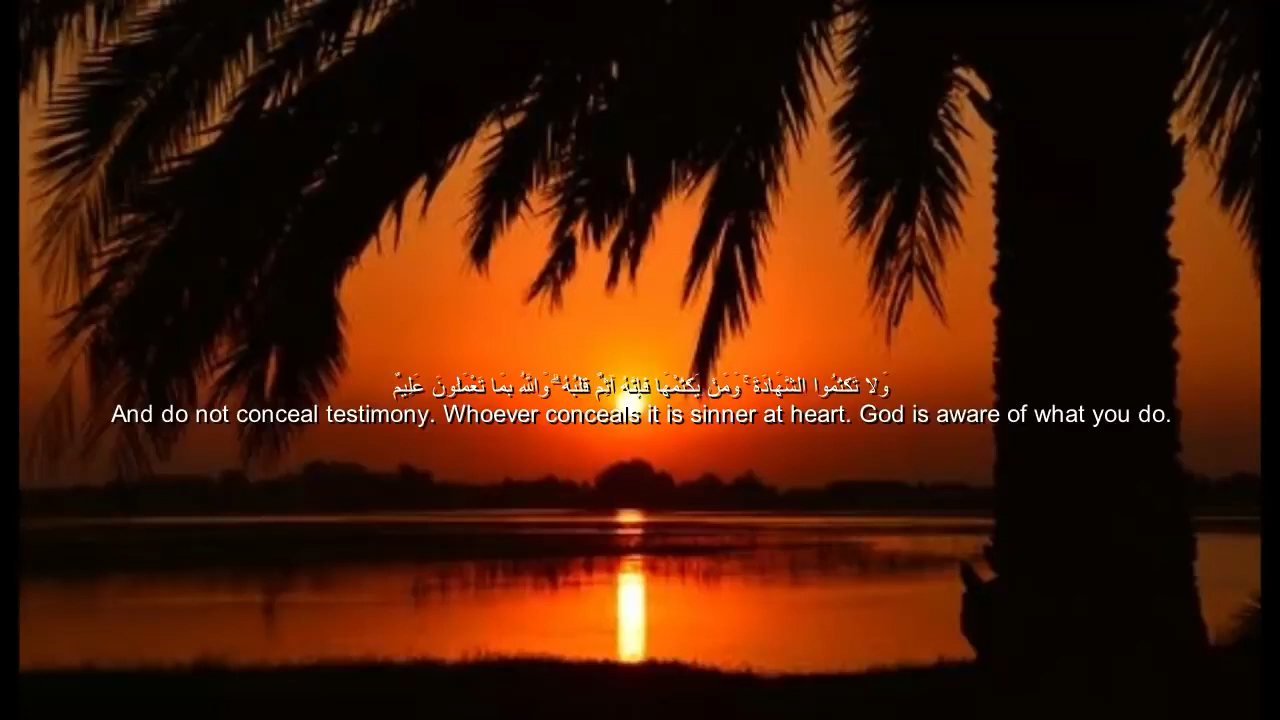 وَلَا تَكْتُمُوا الشَّهَادَةَ ۚ وَمَنْ يَكْتُمْهَا فَإِنَّهُ آثِمٌ قَلْبُهُ ۗ وَاللَّهُ بِمَا تَعْمَلُونَ عَلِيمٌ
And do not conceal testimony. Whoever conceals it is sinner at heart. God is aware of what you do.